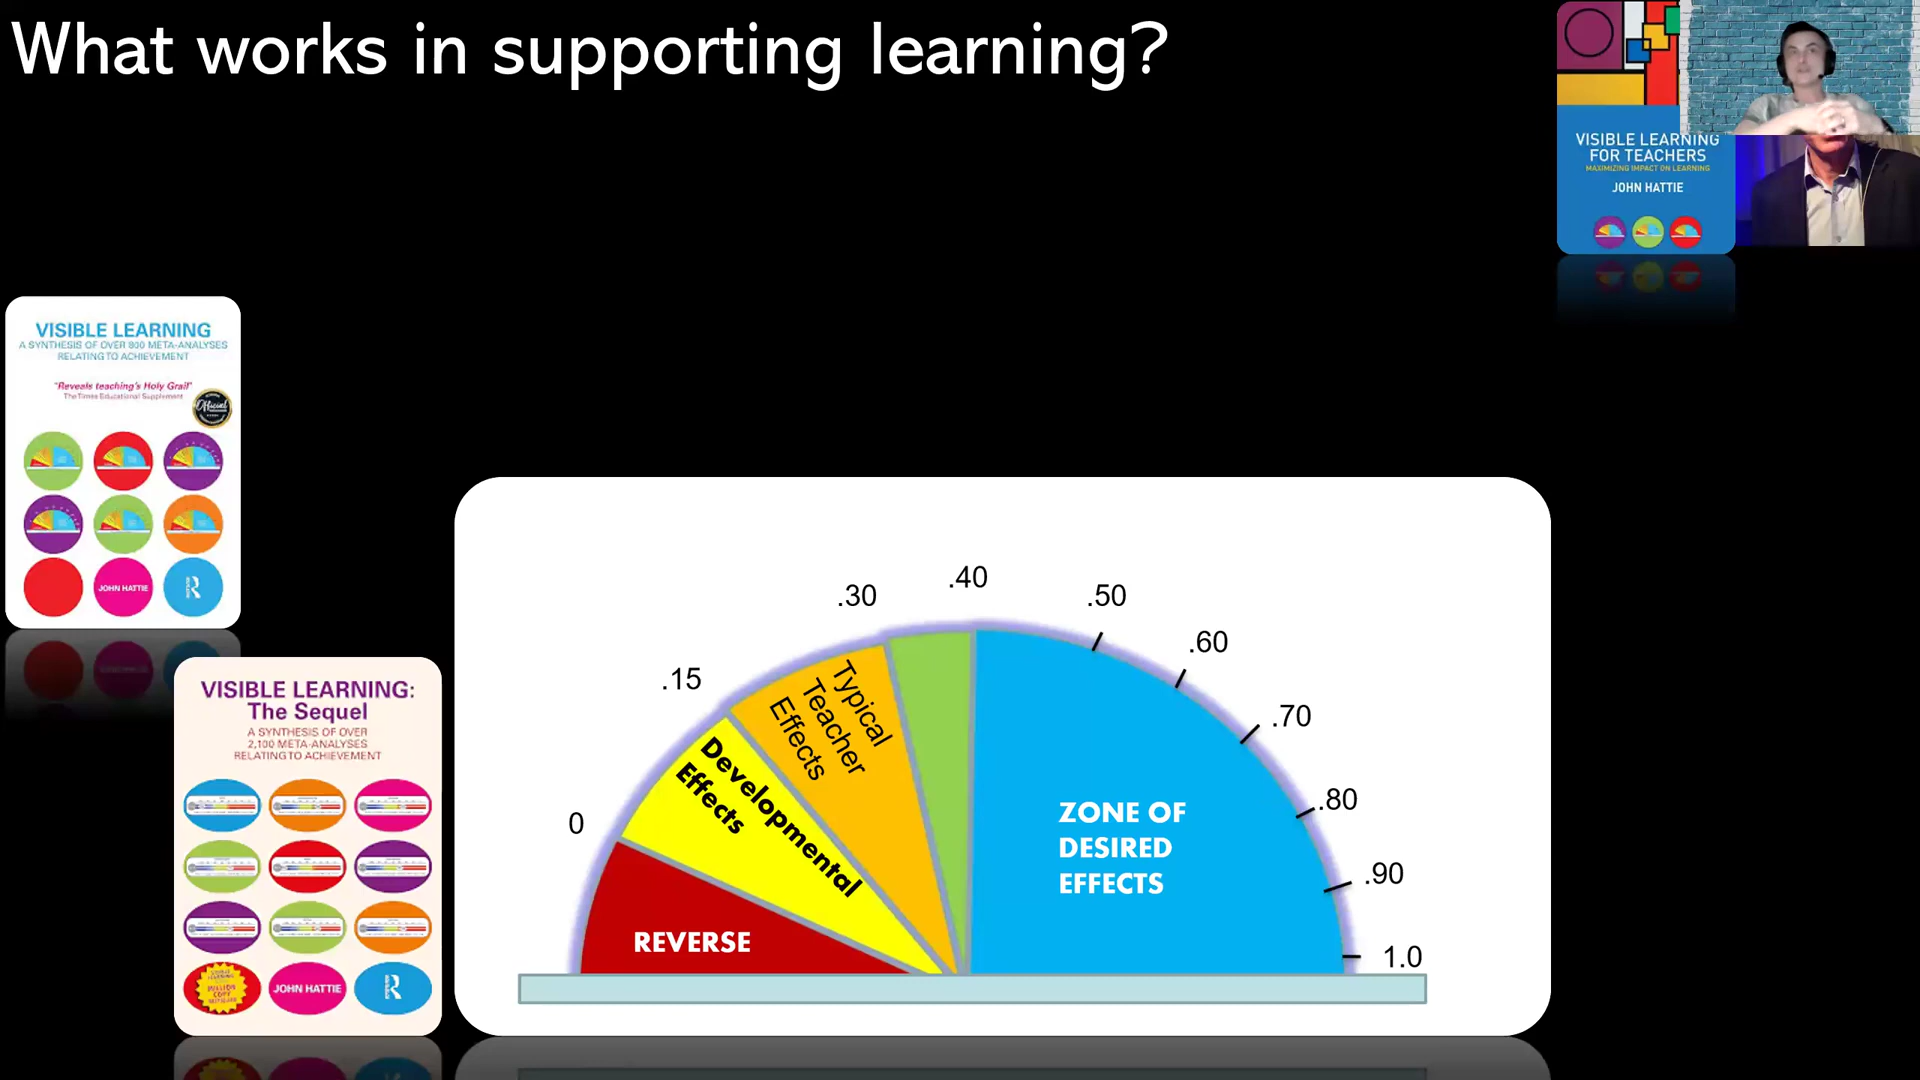 What works in supporting learning?
VISIBLE LEARNING
FOR TEACHERS
MAXIMIZING IMPACT ON LEARNING
JOHN HATTIE
VISIBLE LEARNING
A SYNTHESIS OF OVER 800 META-ANALYSES
RELATING TO ACHIEVEMENT
"Reveals teaching's Holy Grail"
The Times Educational Supplement
Official
JOHN HATTIE
R
VISIBLE LEARNING:
The Sequel
A SYNTHESIS OF OVER
2,100 META-ANALYSES
RELATING TO ACHIEVEMENT
MILLION
COPY
JOHN HATTIE
R
0
.15
.30
.40
.50
.60
.70
.80
.90
1.0
REVERSE
Developmental
Effects
Typical
Teacher
Effects
ZONE OF
DESIRED
EFFECTS